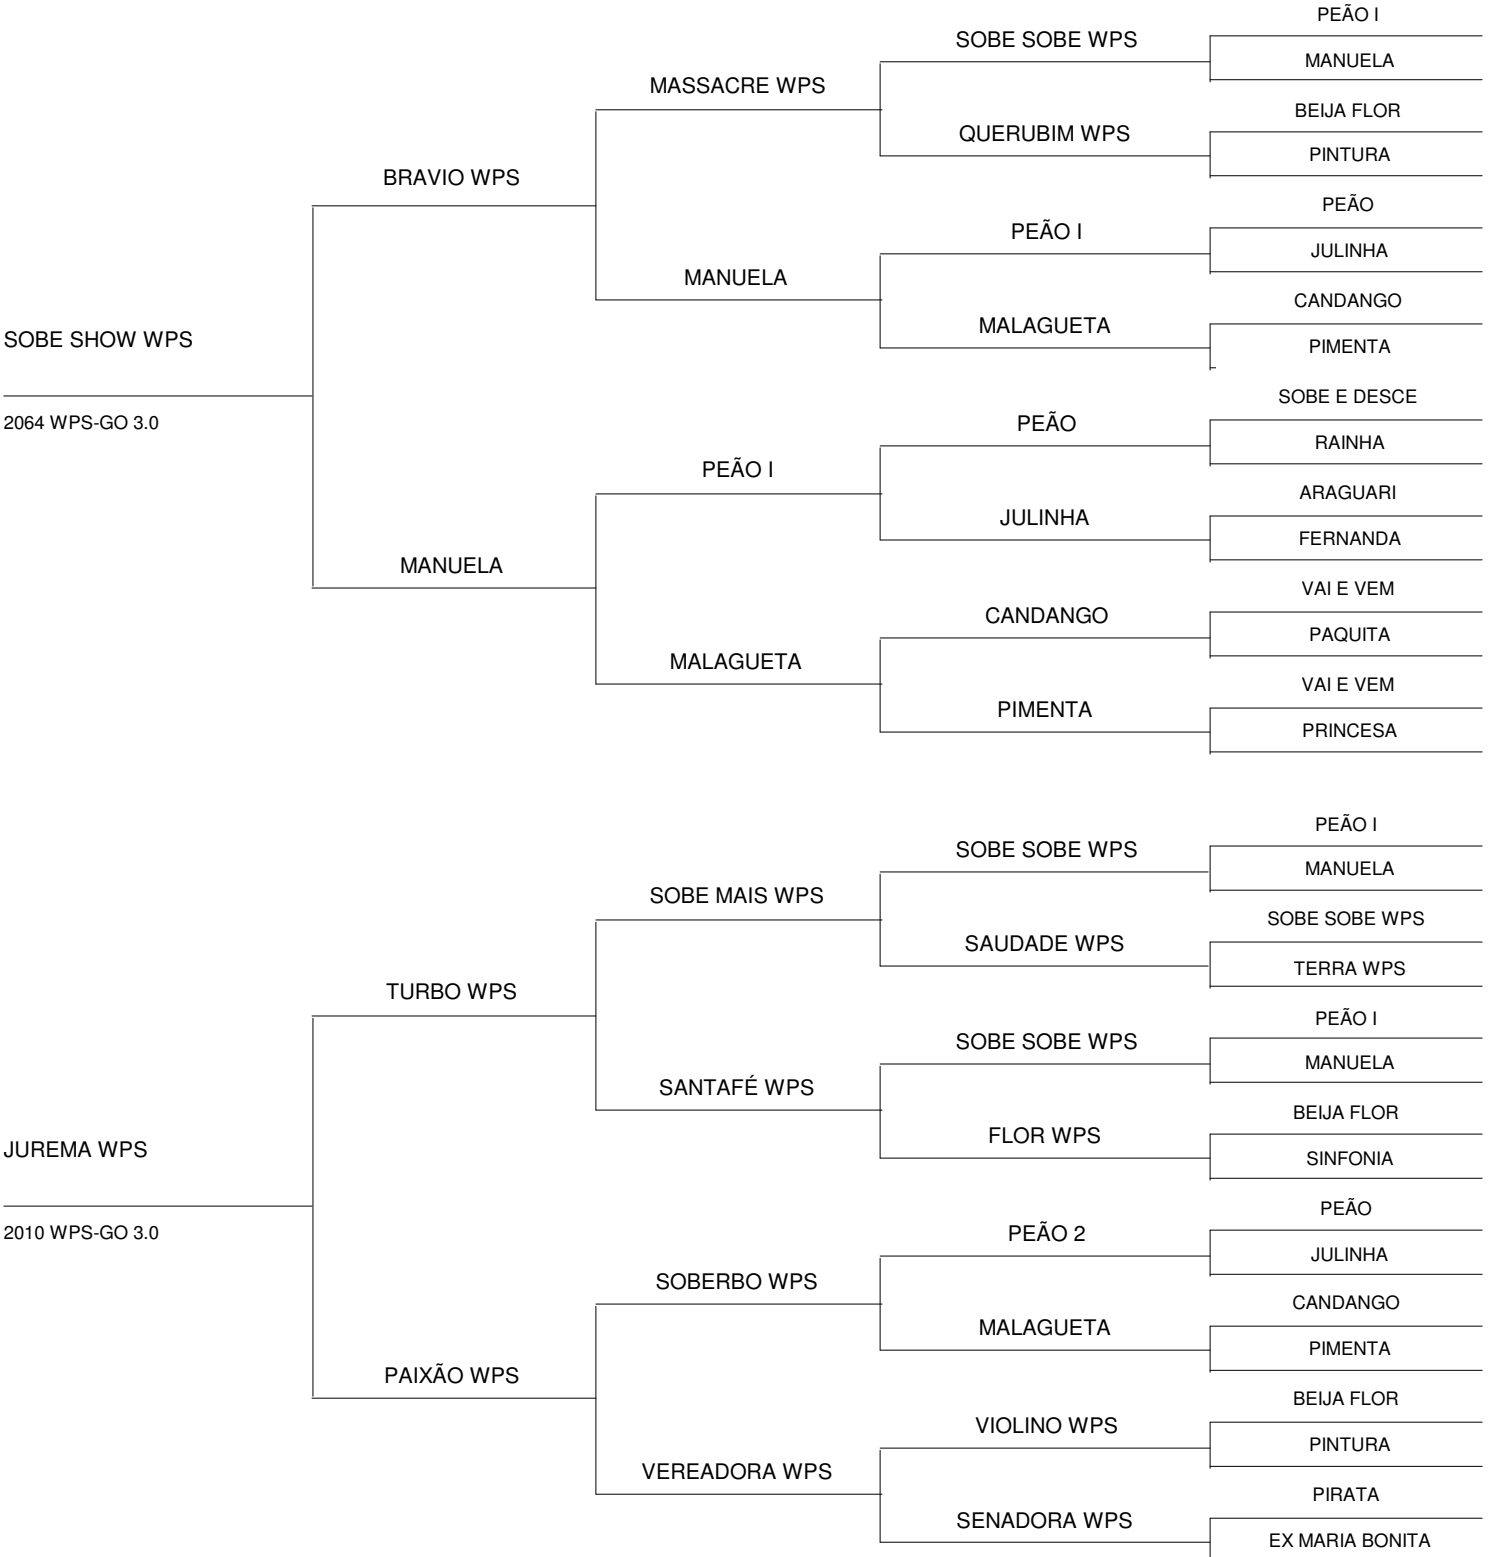 PEÃO I
SOBE SOBE WPS
MANUELA
MASSACRE WPS
BEIJA FLOR
QUERUBIM WPS
PINTURA
BRAVIO WPS
PEÃO
PEÃO I
JULINHA
MANUELA
CANDANGO
MALAGUETA
SOBE SHOW WPS
PIMENTA
SOBE E DESCE
2064 WPS-GO 3.0
PEÃO
RAINHA
PEÃO I
ARAGUARI
JULINHA
FERNANDA
MANUELA
VAI E VEM
CANDANGO
PAQUITA
MALAGUETA
VAI E VEM
PIMENTA
PRINCESA
PEÃO I
SOBE SOBE WPS
MANUELA
SOBE MAIS WPS
SOBE SOBE WPS
SAUDADE WPS
TERRA WPS
TURBO WPS
PEÃO I
SOBE SOBE WPS
MANUELA
SANTAFÉ WPS
BEIJA FLOR
FLOR WPS
JUREMA WPS
SINFONIA
PEÃO
2010 WPS-GO 3.0
PEÃO 2
JULINHA
SOBERBO WPS
CANDANGO
MALAGUETA
PIMENTA
PAIXÃO WPS
BEIJA FLOR
VIOLINO WPS
PINTURA
VEREADORA WPS
PIRATA
SENADORA WPS
EX MARIA BONITA